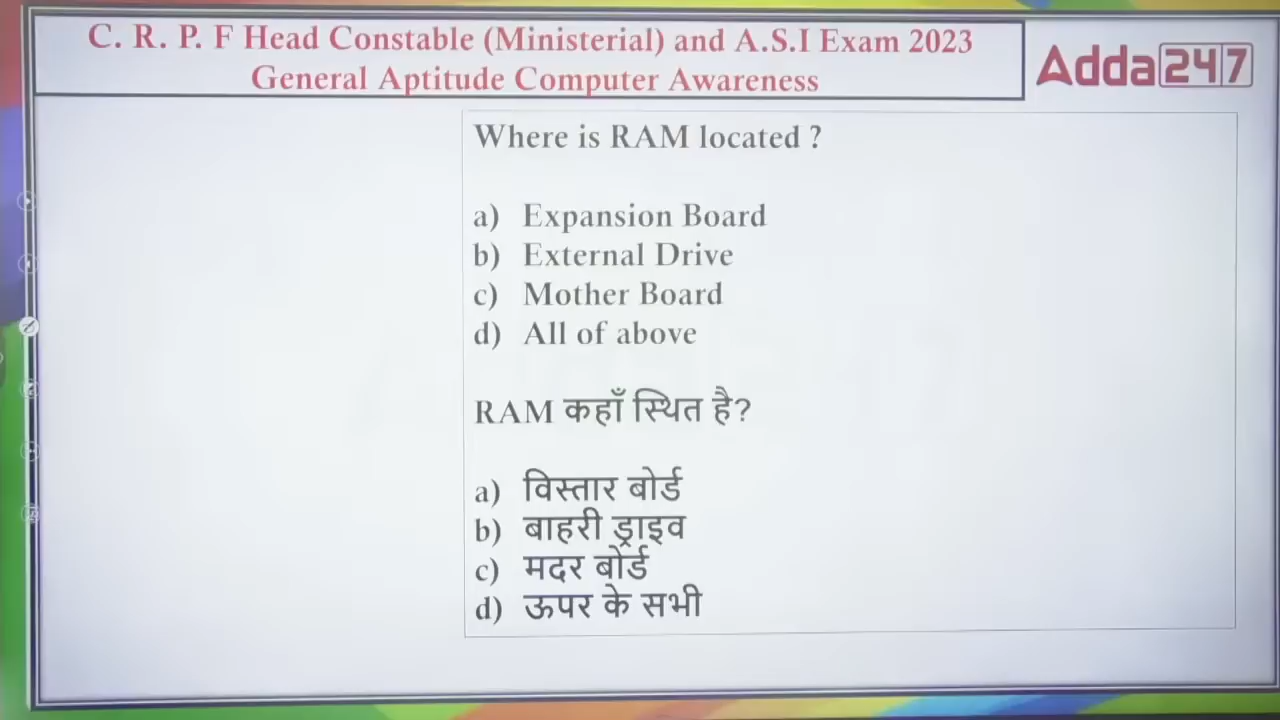 C. R. P. F Head Constable (Ministerial) and A.S.I Exam 2023
General Aptitude Computer Awareness
Adda247
Where is RAM located ?
a) Expansion Board
b) External Drive
c) Mother Board
d) All of above
RAM कहाँ स्थित है?
a) विस्तार बोर्ड
b) बाहरी ड्राइव
c) मदर बोर्ड
d) ऊपर के सभी